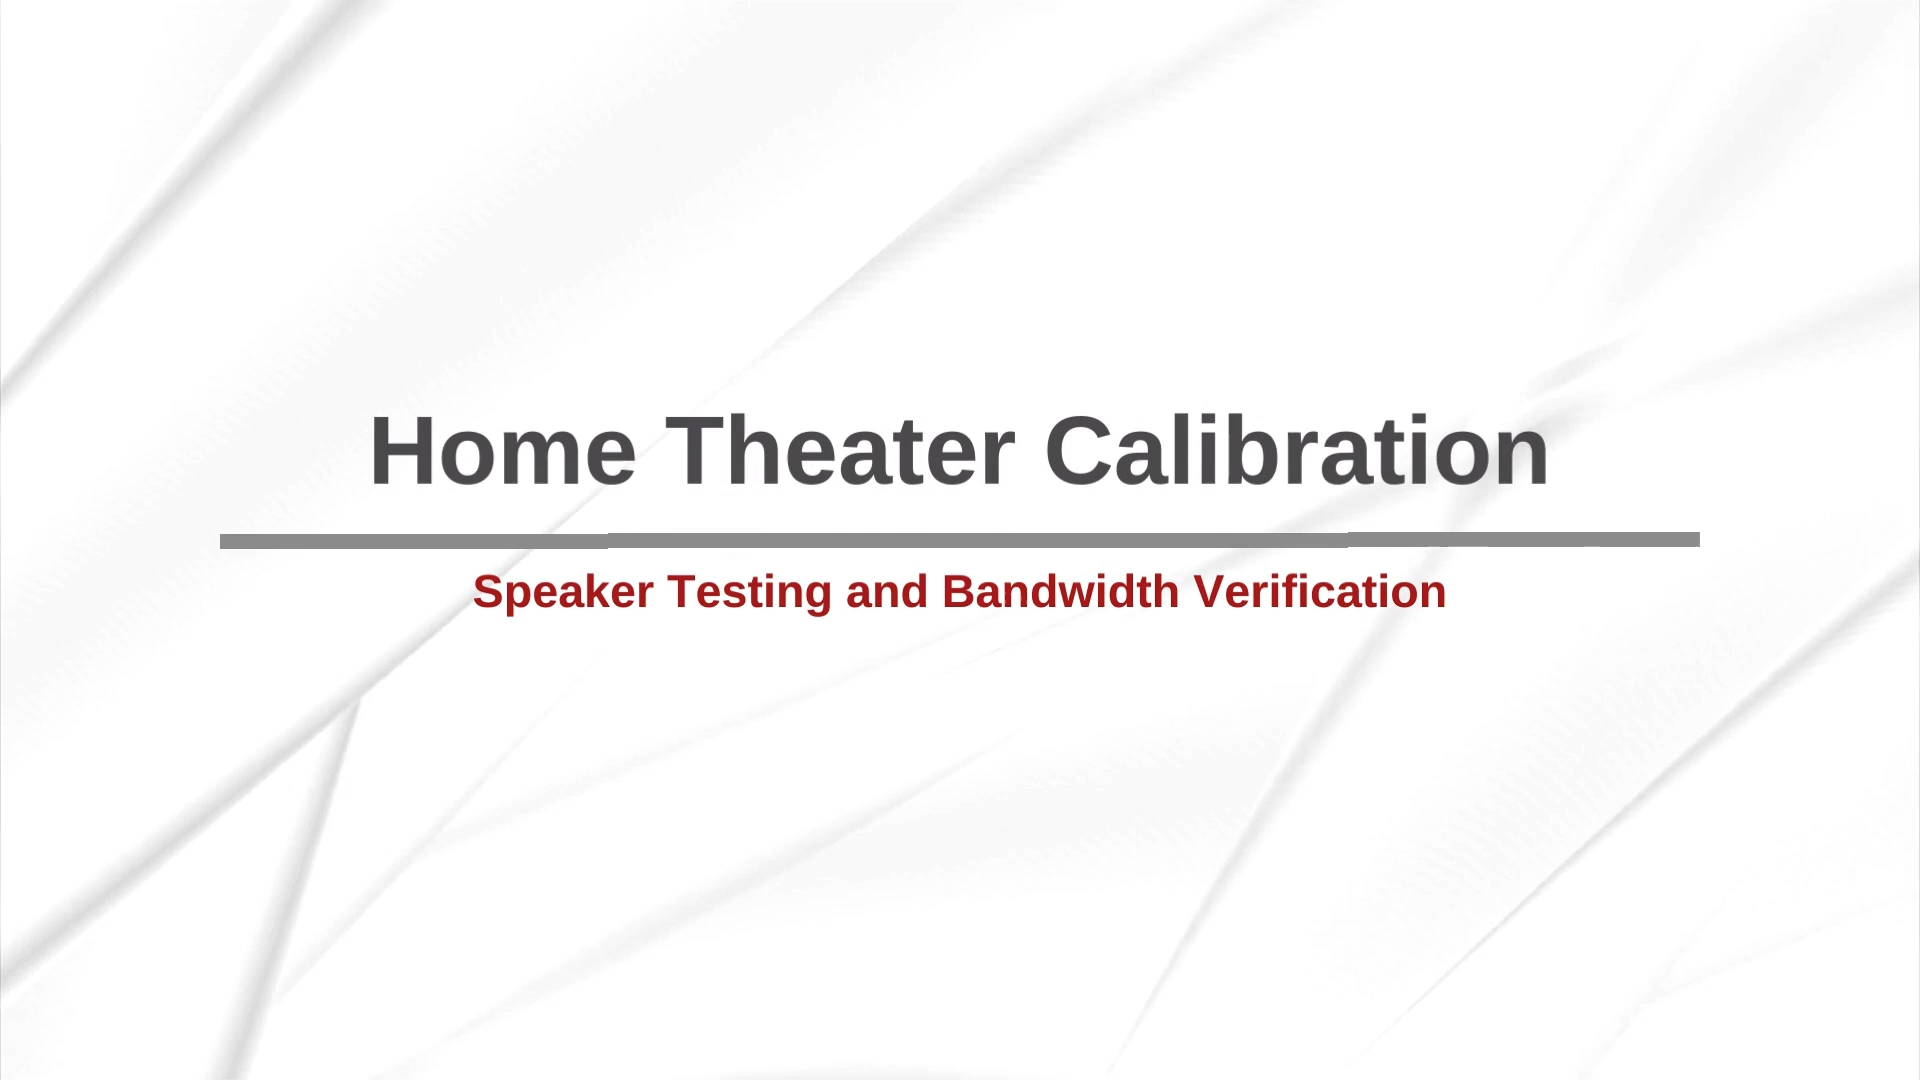 Home Theater Calibration
Speaker Testing and Bandwidth Verification